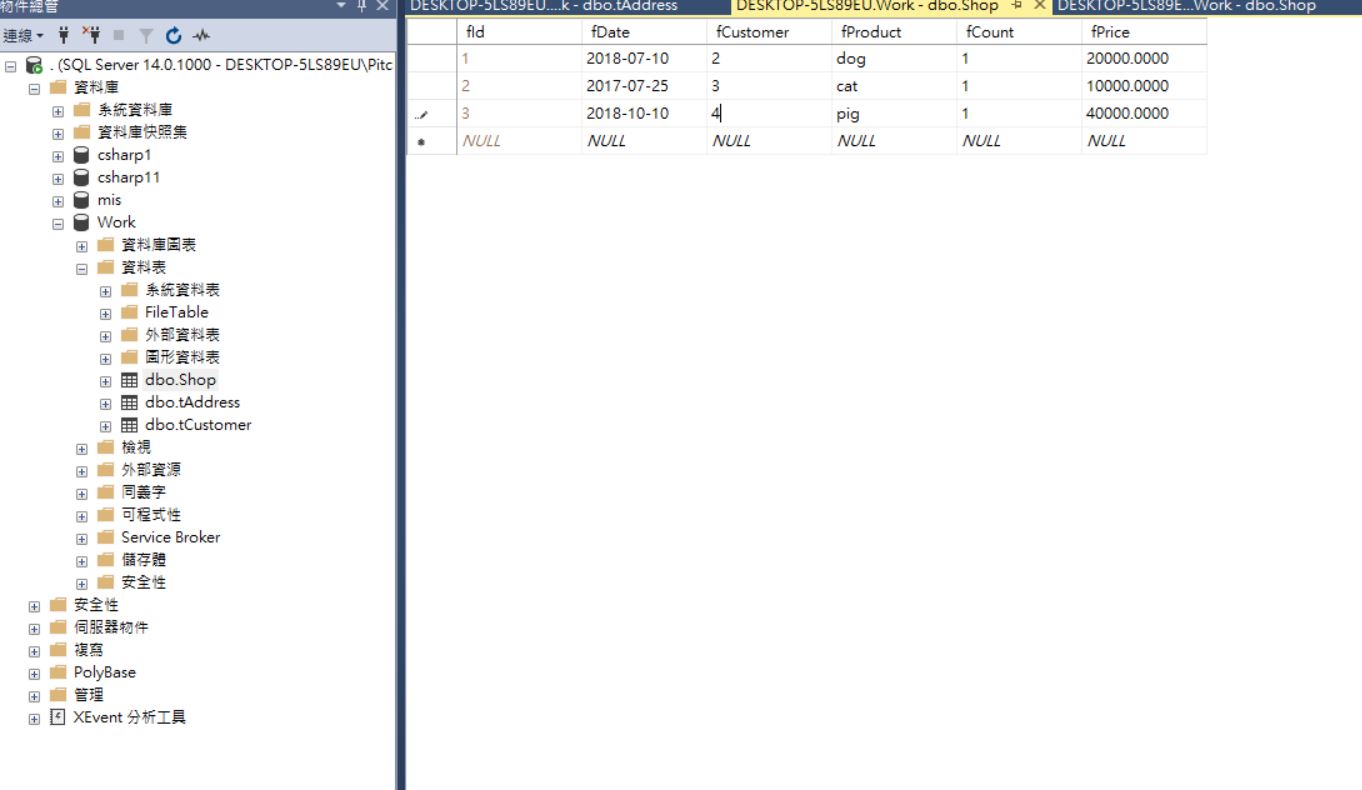 物件總管
連線
. (SQL Server 14.0.1000 - DESKTOP-5LS89EU\Pitc
資料庫
系統資料庫
資料庫快照集
csharp1
csharp11
mis
Work
資料庫圖表
資料表
系統資料表
FileTable
外部資料表
圖形資料表
dbo.Shop
dbo.tAddress
dbo.tCustomer
檢視
外部資源
同義字
可程式性
Service Broker
儲存體
安全性
安全性
伺服器物件
複寫
PolyBase
管理
XEvent 分析工具
DESKTOP-5LS89EU....k - dbo.tAddress DESKTOP-5LS89EU.Work - dbo.Shop DESKTOP-5LS89E...Work - dbo.Shop
fId fDate fCustomer fProduct fCount fPrice
1 2018-07-10 2 dog 1 20000.0000
2 2017-07-25 3 cat 1 10000.0000
3 2018-10-10 4 pig 1 40000.0000
NULL NULL NULL NULL NULL NULL